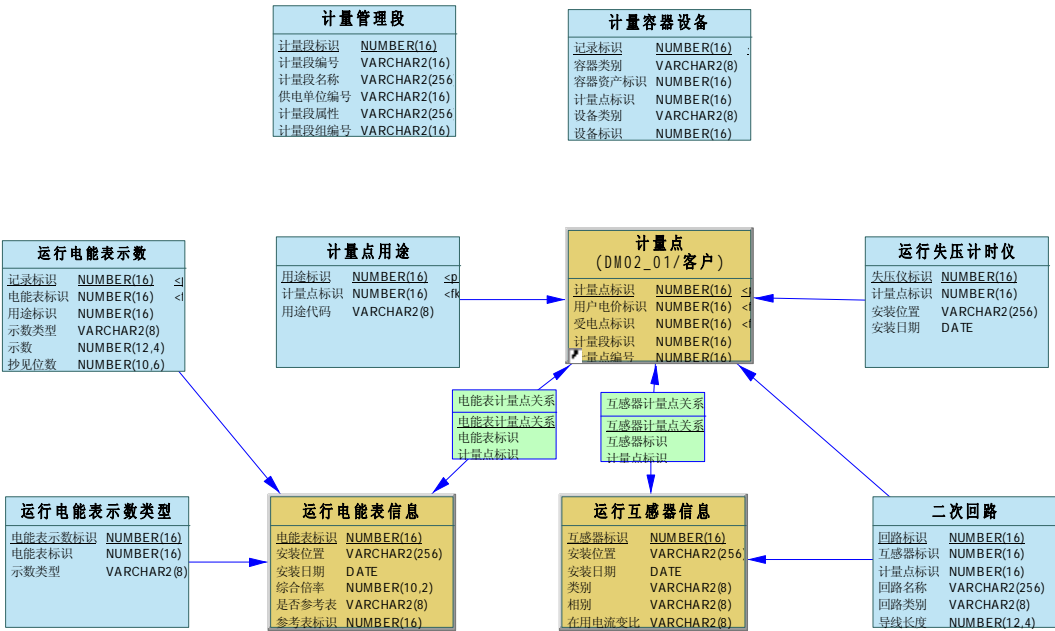 计量管理段
计量段标识 NUMBER(16)
计量段编号 VARCHAR2(16)
计量段名称 VARCHAR2(256
供电单位编号 VARCHAR2(16)
计量段属性 VARCHAR2(256
计量段组编号 VARCHAR2(16)
计量容器设备
记录标识 NUMBER(16)
容器类别 VARCHAR2(8)
容器资产标识 NUMBER(16)
计量点标识 NUMBER(16)
设备类别 VARCHAR2(8)
设备标识 NUMBER(16)
运行电能表示数
记录标识 NUMBER(16) <p
电能表标识 NUMBER(16) <f
用途标识 NUMBER(16)
示数类型 VARCHAR2(8)
示数 NUMBER(12,4)
抄见位数 NUMBER(10,6)
计量点用途
用途标识 NUMBER(16) <p
计量点标识 NUMBER(16) <fk
用途代码 VARCHAR2(8)
计量点
(DM02_01/客户)
计量点标识 NUMBER(16) <p
用户电价标识 NUMBER(16) <f
受电点标识 NUMBER(16) <f
计量段标识 NUMBER(16)
量点编号 NUMBER(16)
运行失压计时仪
失压仪标识 NUMBER(16)
计量点标识 NUMBER(16)
安装位置 VARCHAR2(256)
安装日期 DATE
电能表计量点关系
电能表计量点关系
电能表标识
计量点标识
互感器计量点关系
互感器计量点关系
互感器标识
计量点标识
运行电能表示数类型
电能表示数标识 NUMBER(16)
电能表标识 NUMBER(16)
示数类型 VARCHAR2(8)
运行电能表信息
电能表标识 NUMBER(16)
安装位置 VARCHAR2(256)
安装日期 DATE
综合倍率 NUMBER(10,2)
是否参考表 VARCHAR2(8)
参考表标识 NUMBER(16)
运行互感器信息
互感器标识 NUMBER(16)
安装位置 VARCHAR2(256)
安装日期 DATE
类别 VARCHAR2(8)
相别 VARCHAR2(8)
在用电流变比 VARCHAR2(8)
二次回路
回路标识 NUMBER(16)
互感器标识 NUMBER(16)
计量点标识 NUMBER(16)
回路名称 VARCHAR2(256)
回路类别 VARCHAR2(8)
导线长度 NUMBER(12,4)